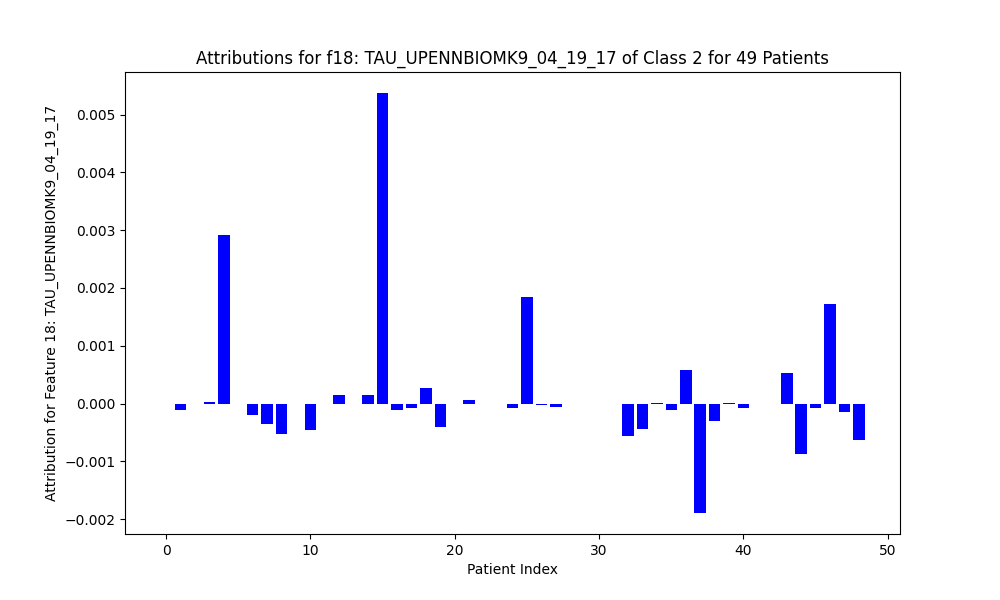 Attributions for f18: TAU_UPENNBIOMK9_04_19_17 of Class 2 for 49 Patients
Attribution for Feature 18: TAU_UPENNBIOMK9_04_19_17
0.005
0.004
0.003
0.002
0.001
0.000
−0.001
−0.002
0 10 20 30 40 50
Patient Index